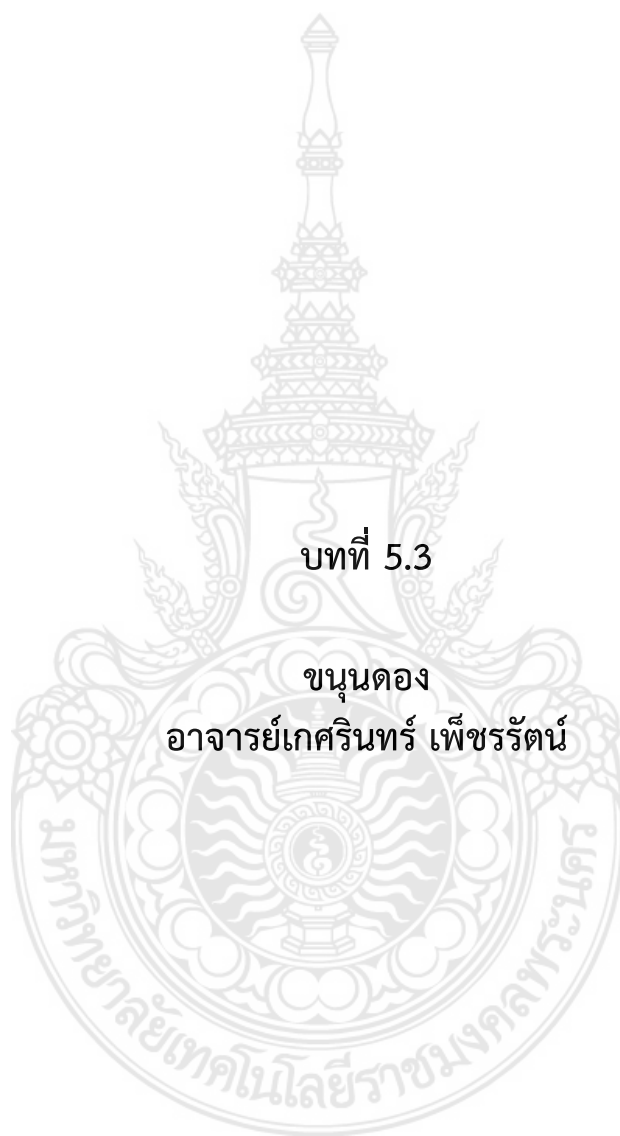 บทที่ 5.3
ขนุนดอง
อาจารย์เกศรินทร์ เพ็ชรรัตน์
มหาวิทยาลัยเทคโนโลยีราชมงคลพระนคร